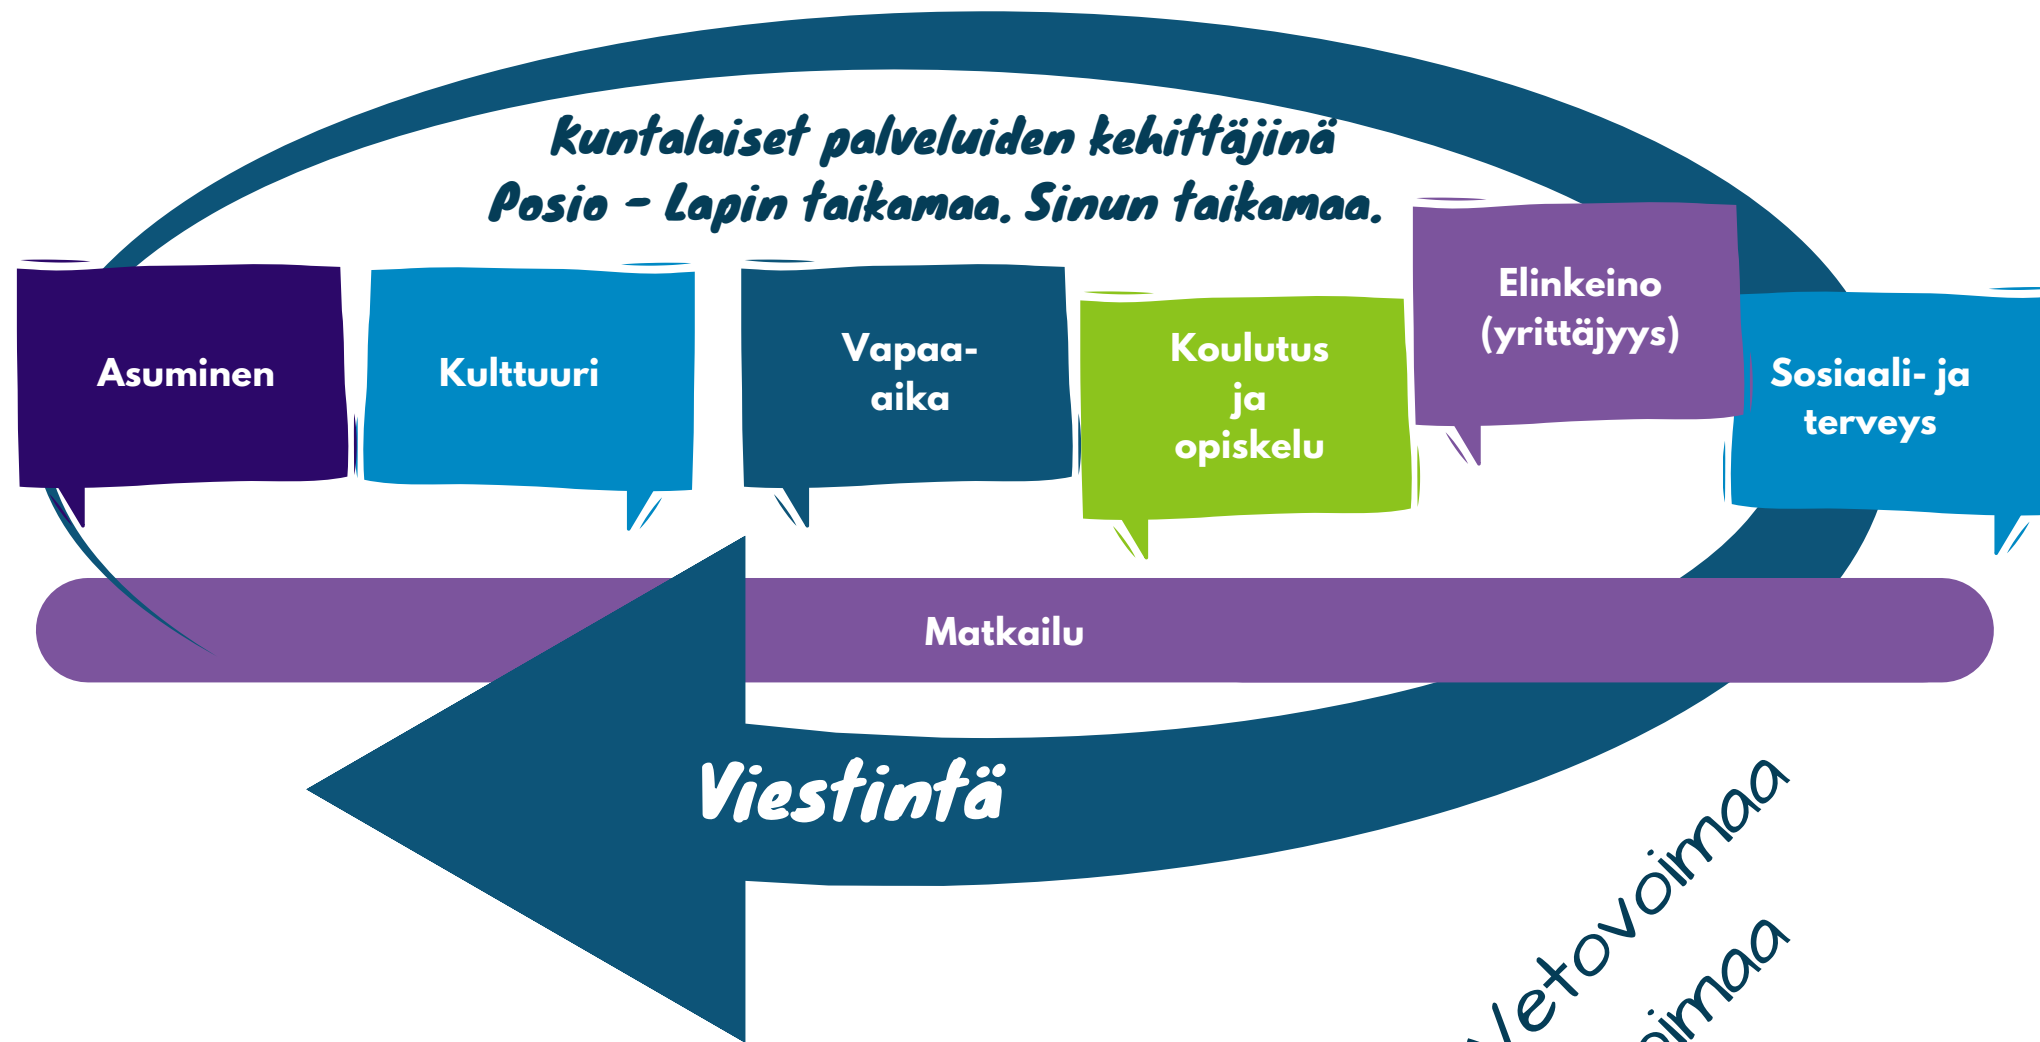 Kuntalaiset palveluiden kehittäjinä
Posio - Lapin taikamaa. Sinun taikamaa.
Asuminen
Kulttuuri
Vapaa-
aika
Koulutus
ja
opiskelu
Elinkeino
(yrittäjyys)
Sosiaali- ja
terveys
Matkailu
Viestintä
Vetovoimaa